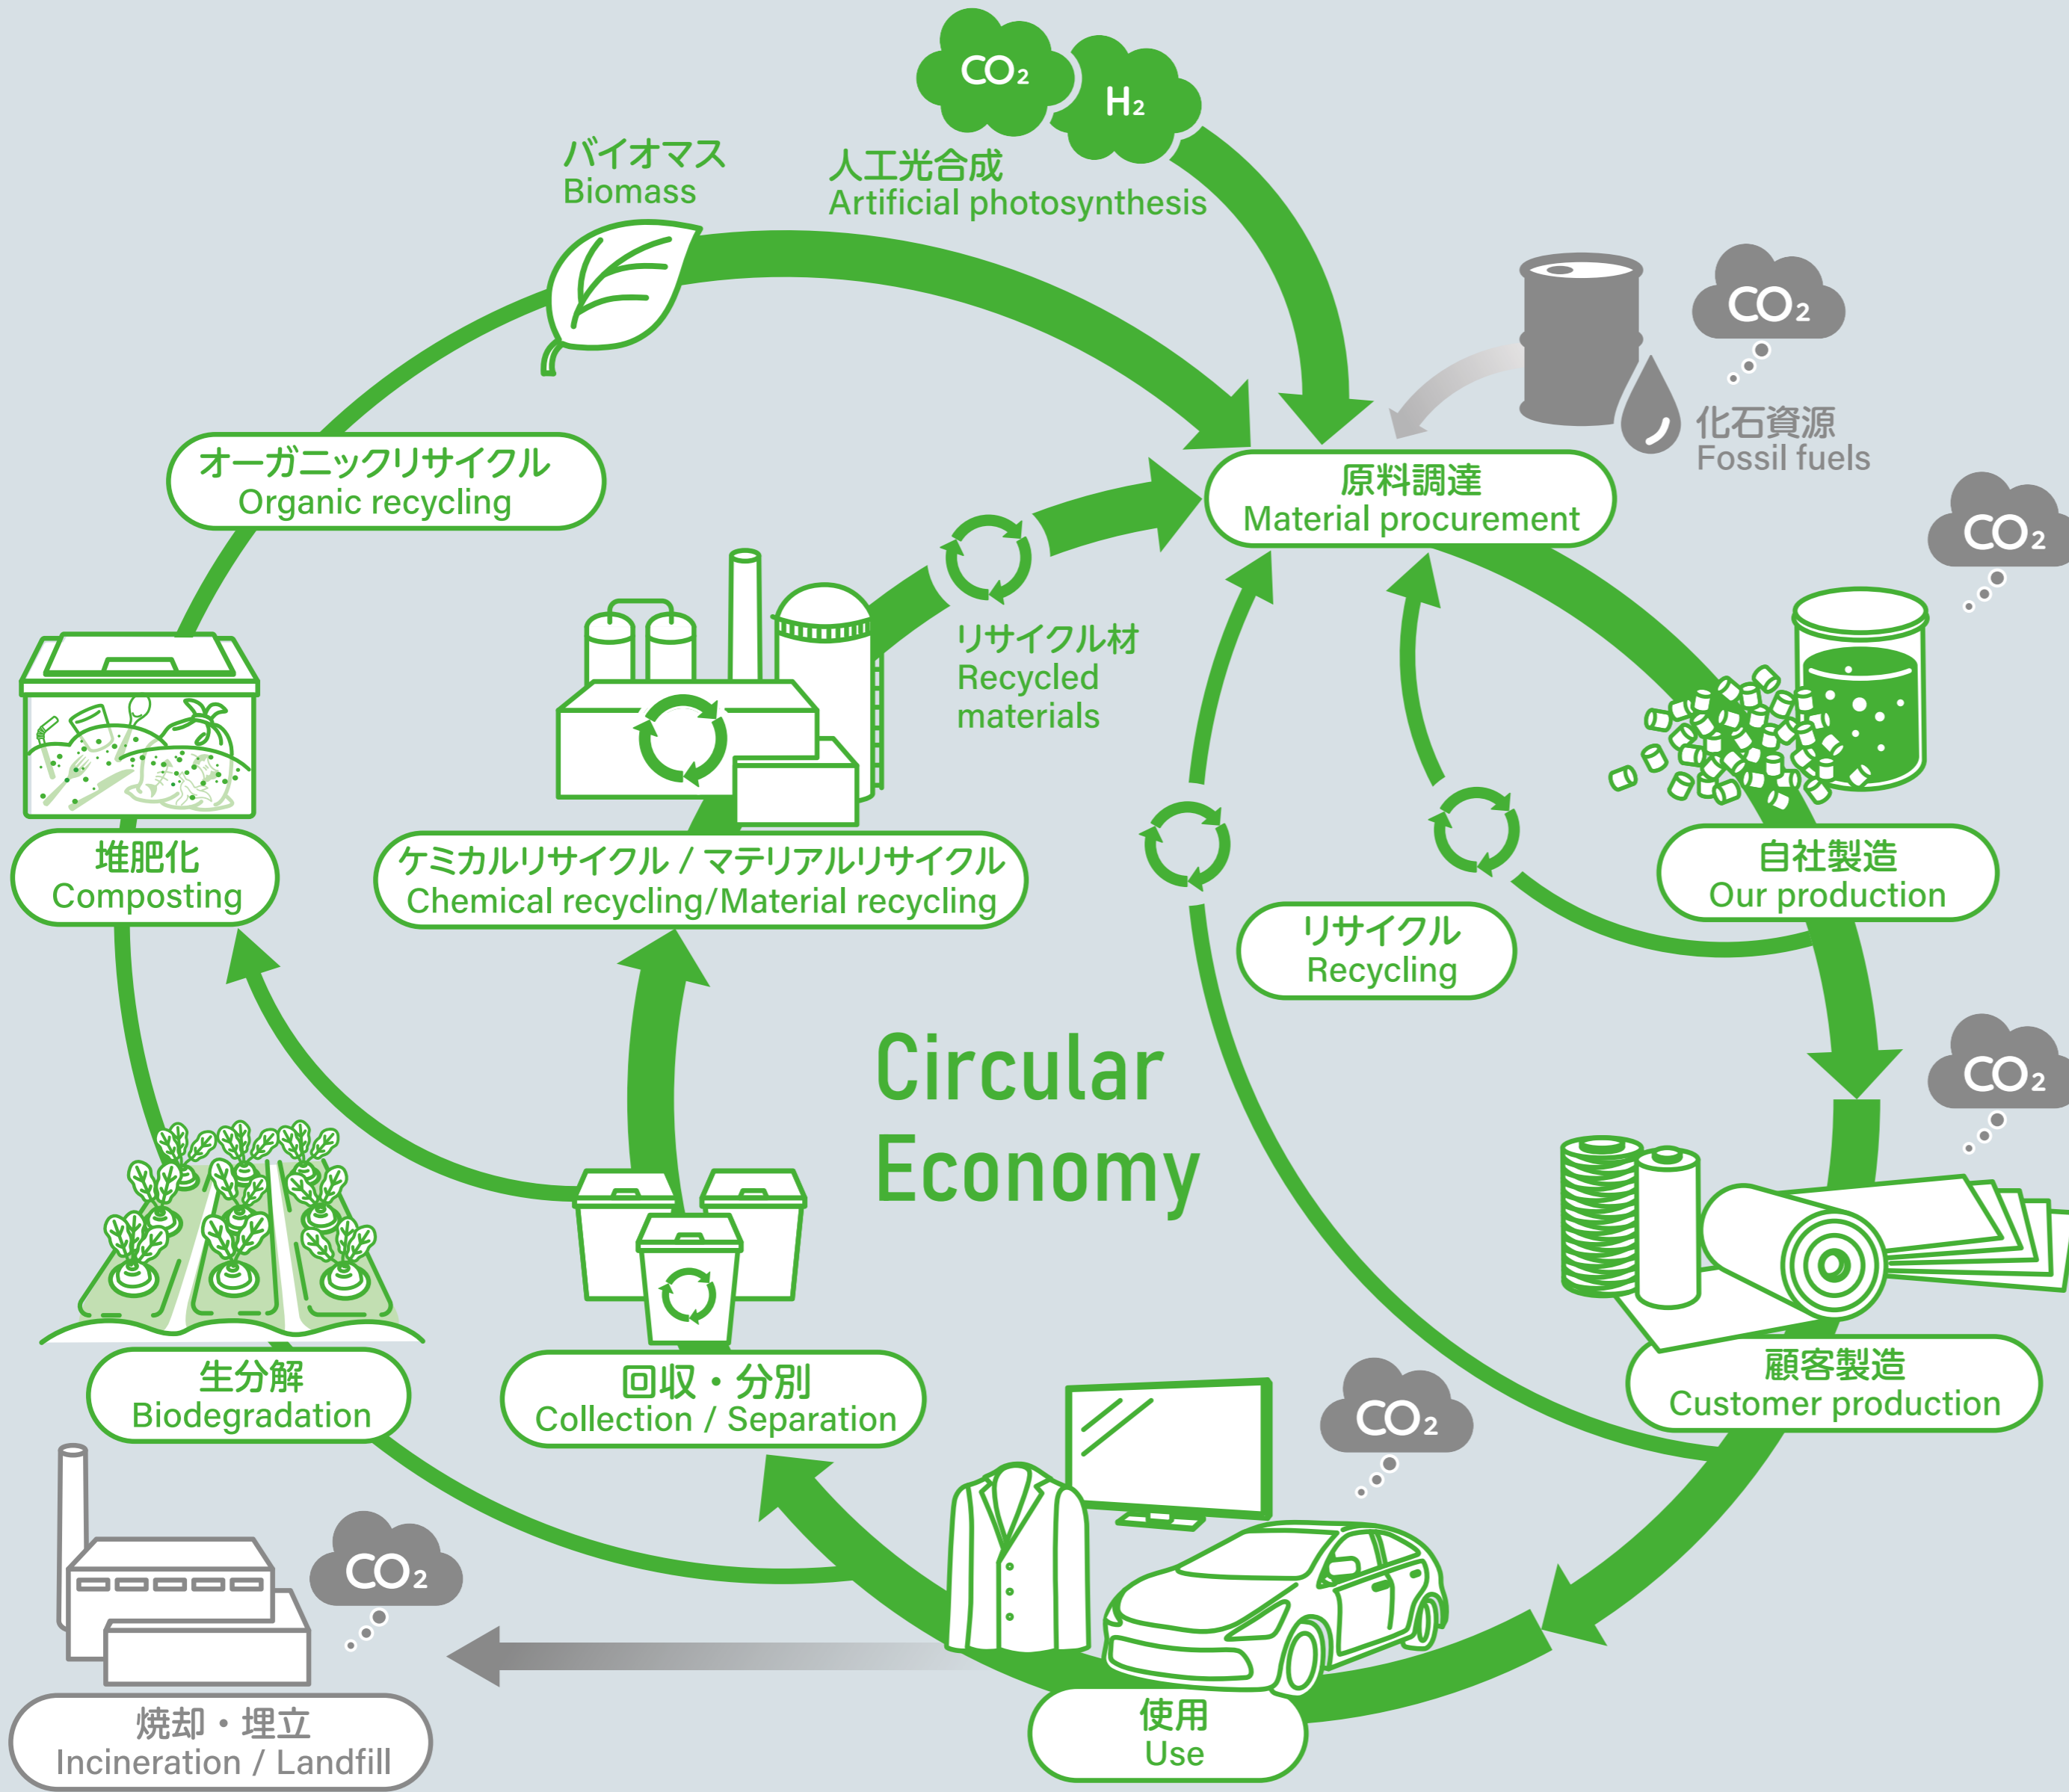 CO2
H2
バイオマス
Biomass
人工光合成
Artificial photosynthesis
CO2
化石資源
Fossil fuels
オーガニックリサイクル
Organic recycling
原料調達
Material procurement
CO2
リサイクル材
Recycled
materials
堆肥化
Composting
ケミカルリサイクル / マテリアルリサイクル
Chemical recycling/Material recycling
自社製造
Our production
リサイクル
Recycling
Circular
Economy
CO2
生分解
Biodegradation
回収・分別
Collection / Separation
顧客製造
Customer production
CO2
CO2
焼却・埋立
Incineration / Landfill
使用
Use